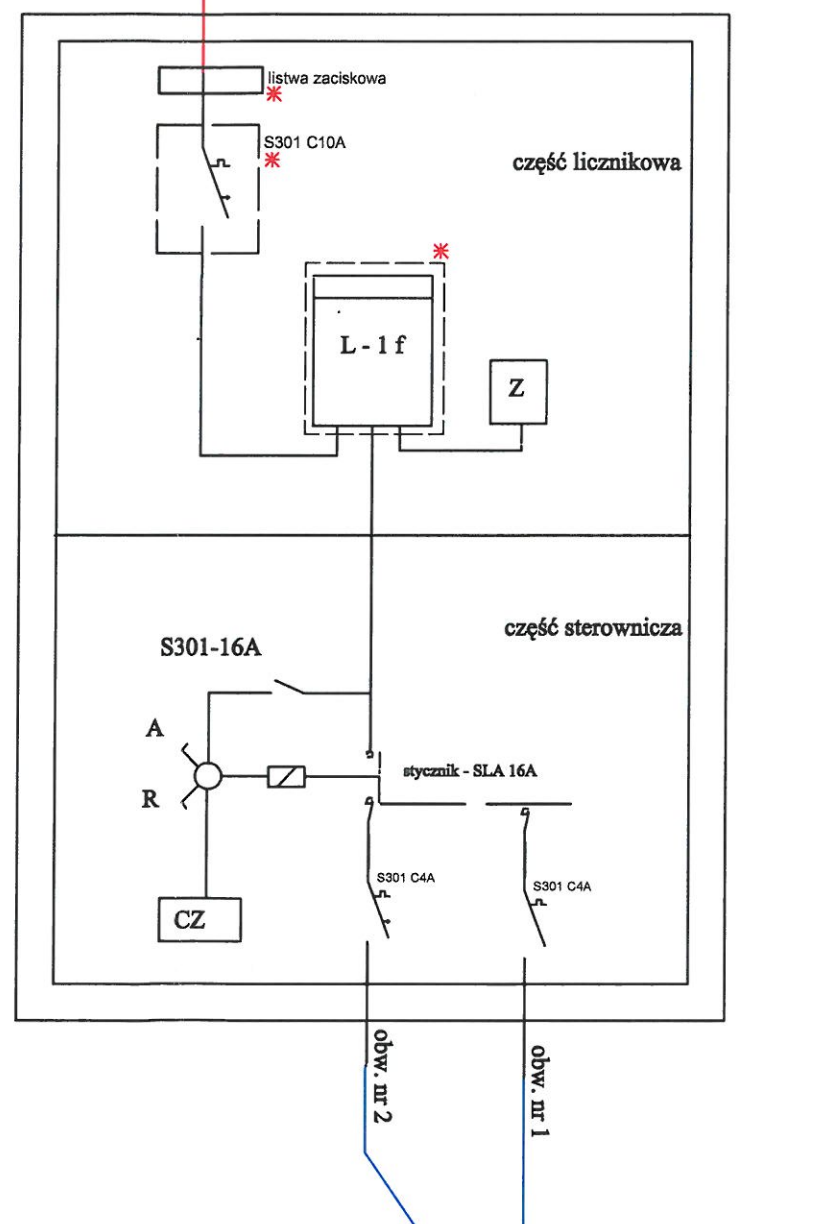 listwa zaciskowa
S301 C10A
część licznikowa
L - 1 f
Z
część sterownicza
S301-16A
A
R
stycznik - SLA 16A
S301 C4A
S301 C4A
CZ
obw. nr 2
obw. nr 1